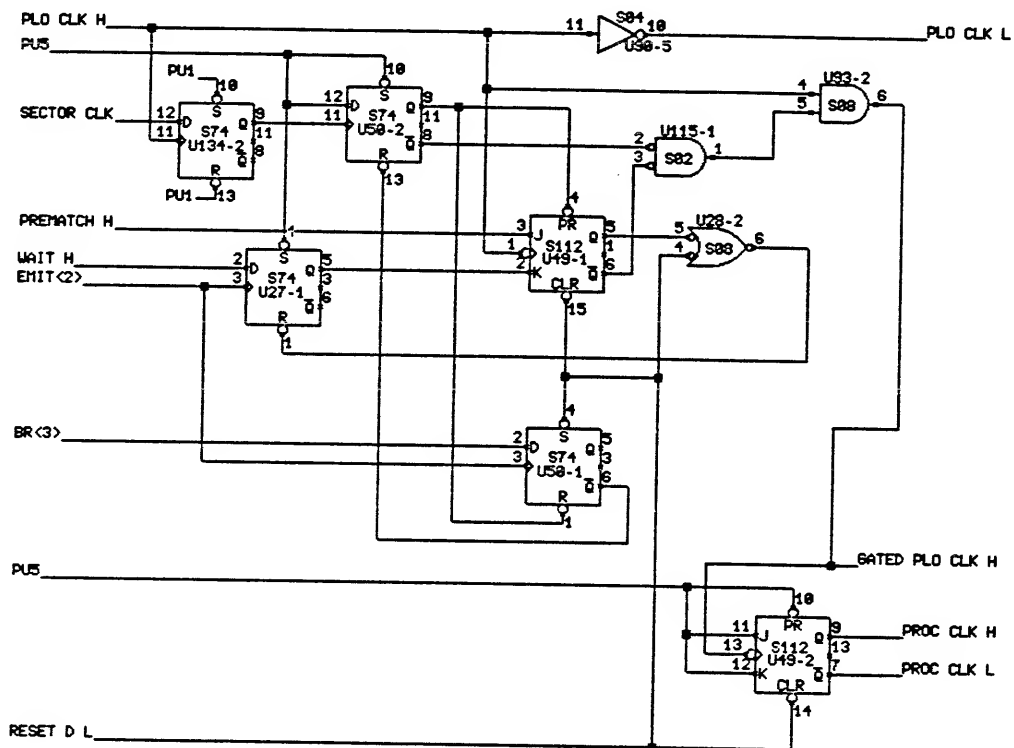 PLO CLK H
11
S04
10
U90-5
PLO CLK L
PU5
PU1
10
10
4
U93-2
5
S08
6
SECTOR CLK
12
D
S
Q
9
11
S74
U134-2
11
Q
8
R
PU1
13
12
D
S
Q
9
11
S74
U50-2
11
Q
8
R
13
U115-1
2
3
S02
1
PREMATCH H
4
3
J
PR
Q
5
1
S112
1
U49-1
2
K
Q
6
CLR
15
U28-2
5
4
S08
6
WAIT H
EMIT<2>
4
2
D
S
Q
5
3
S74
3
U27-1
Q
6
R
1
BR<3>
4
2
D
S
Q
5
3
S74
3
U50-1
Q
6
R
1
PU5
GATED PLO CLK H
10
11
J
PR
Q
9
13
S112
13
U49-2
12
K
Q
7
CLR
14
PROC CLK H
PROC CLK L
RESET D L